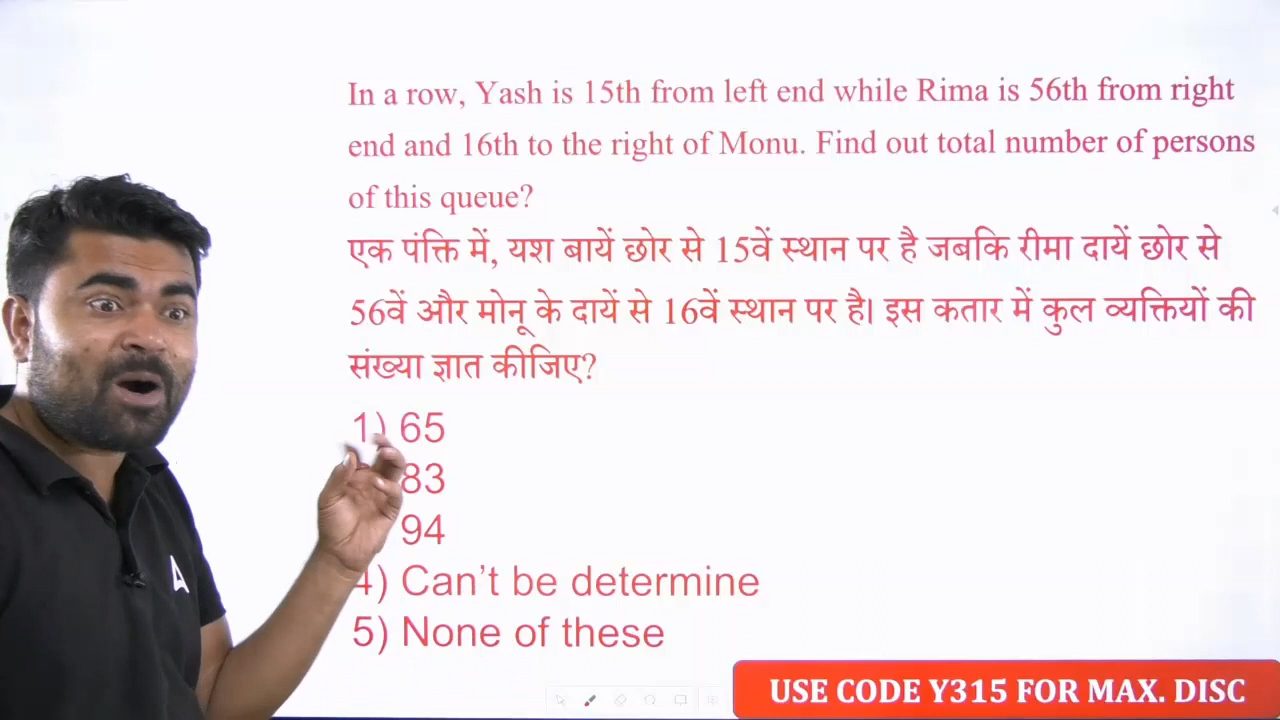 In a row, Yash is 15th from left end while Rima is 56th from right
end and 16th to the right of Monu. Find out total number of persons
of this queue?
एक पंक्ति में, यश बायें छोर से 15वें स्थान पर है जबकि रीमा दायें छोर से
56वें और मोनू के दायें से 16वें स्थान पर है। इस कतार में कुल व्यक्तियों की
संख्या ज्ञात कीजिए?
1) 65
83
94
4) Can't be determine
5) None of these
USE CODE Y315 FOR MAX. DISC